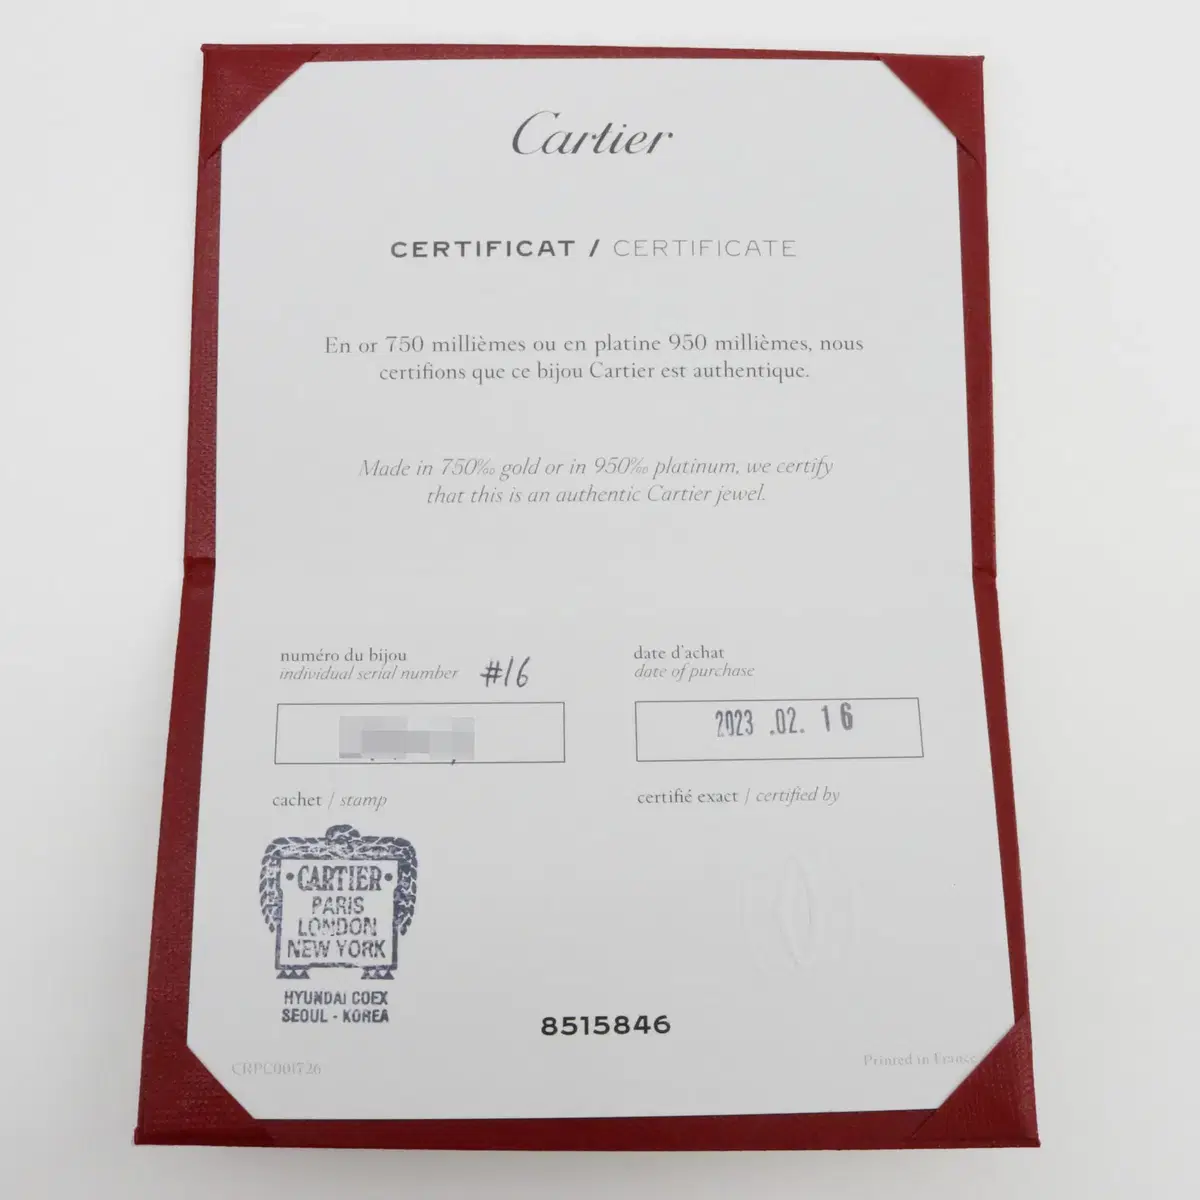 Cartier
CERTIFICAT / CERTIFICATE
En or 750 millièmes ou en platine 950 millièmes, nous
certifions que ce bijou Cartier est authentique.
Made in 750‰ gold or in 950‰ platinum, we certify
that this is an authentic Cartier jewel.
numéro du bijou
individual serial number #16
date d'achat
date of purchase
2023 .02. 16
cachet / stamp
certifié exact / certified by
·CARTIER·
PARIS
LONDON
NEW YORK
HYUNDAI COEX
SEOUL - KOREA
8515846
CRPC001726
Printed in France